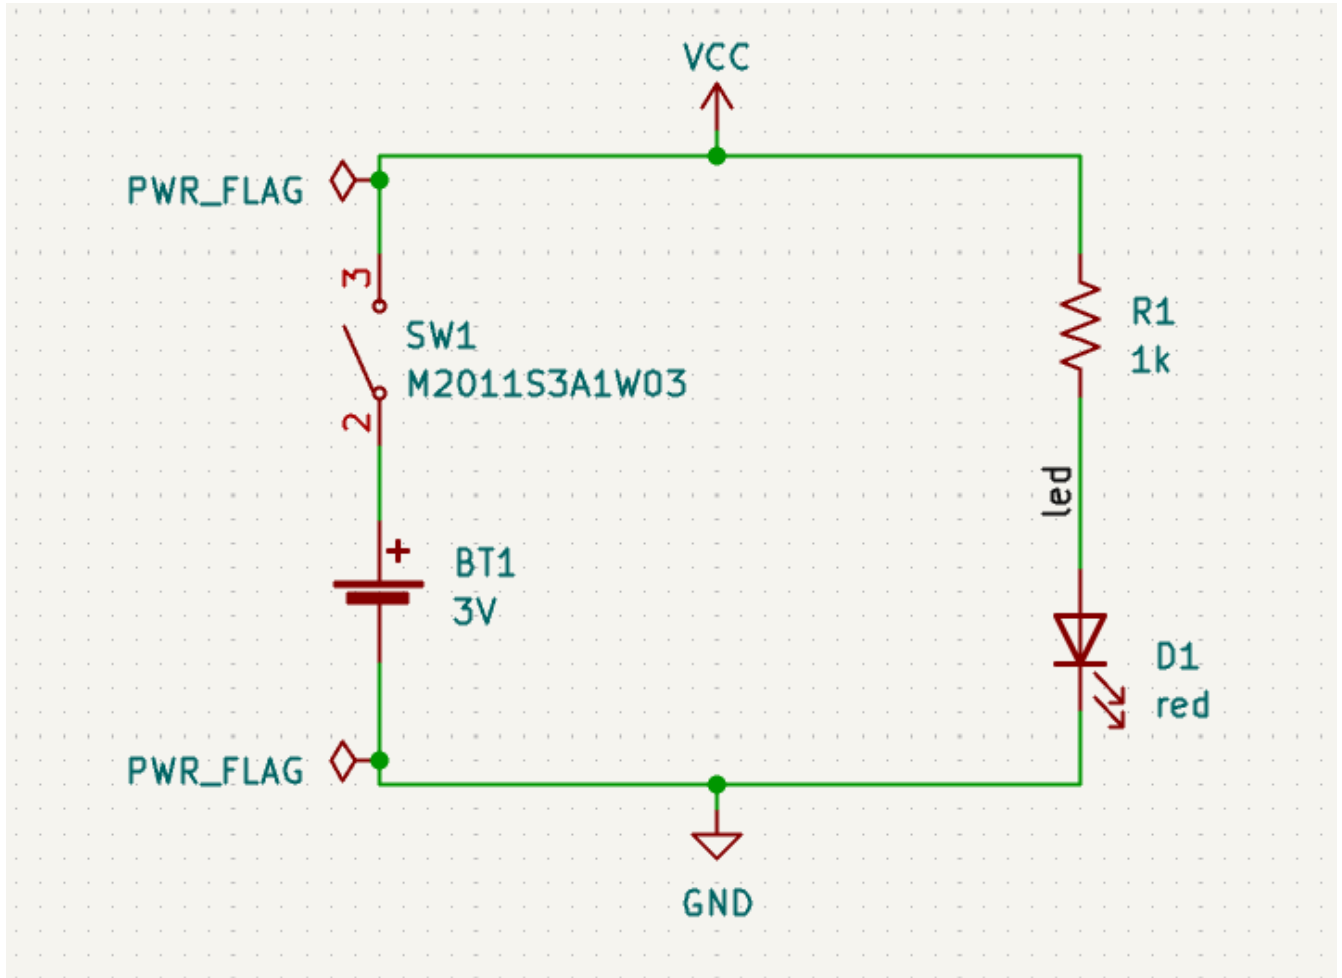 VCC
PWR_FLAG
3
SW1
M2011S3A1W03
2
R1
1k
led
+
BT1
3V
D1
red
PWR_FLAG
GND